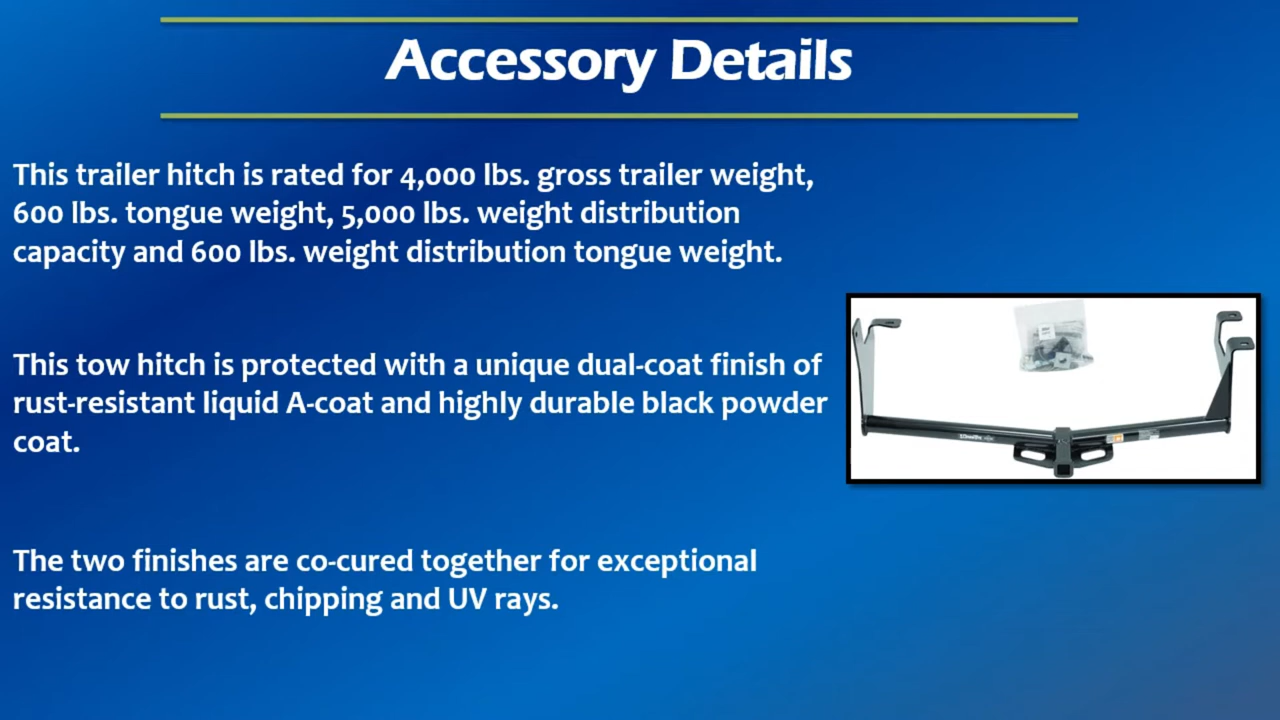 Accessory Details
This trailer hitch is rated for 4,000 lbs. gross trailer weight,
600 lbs. tongue weight, 5,000 lbs. weight distribution
capacity and 600 lbs. weight distribution tongue weight.
This tow hitch is protected with a unique dual-coat finish of
rust-resistant liquid A-coat and highly durable black powder
coat.
The two finishes are co-cured together for exceptional
resistance to rust, chipping and UV rays.